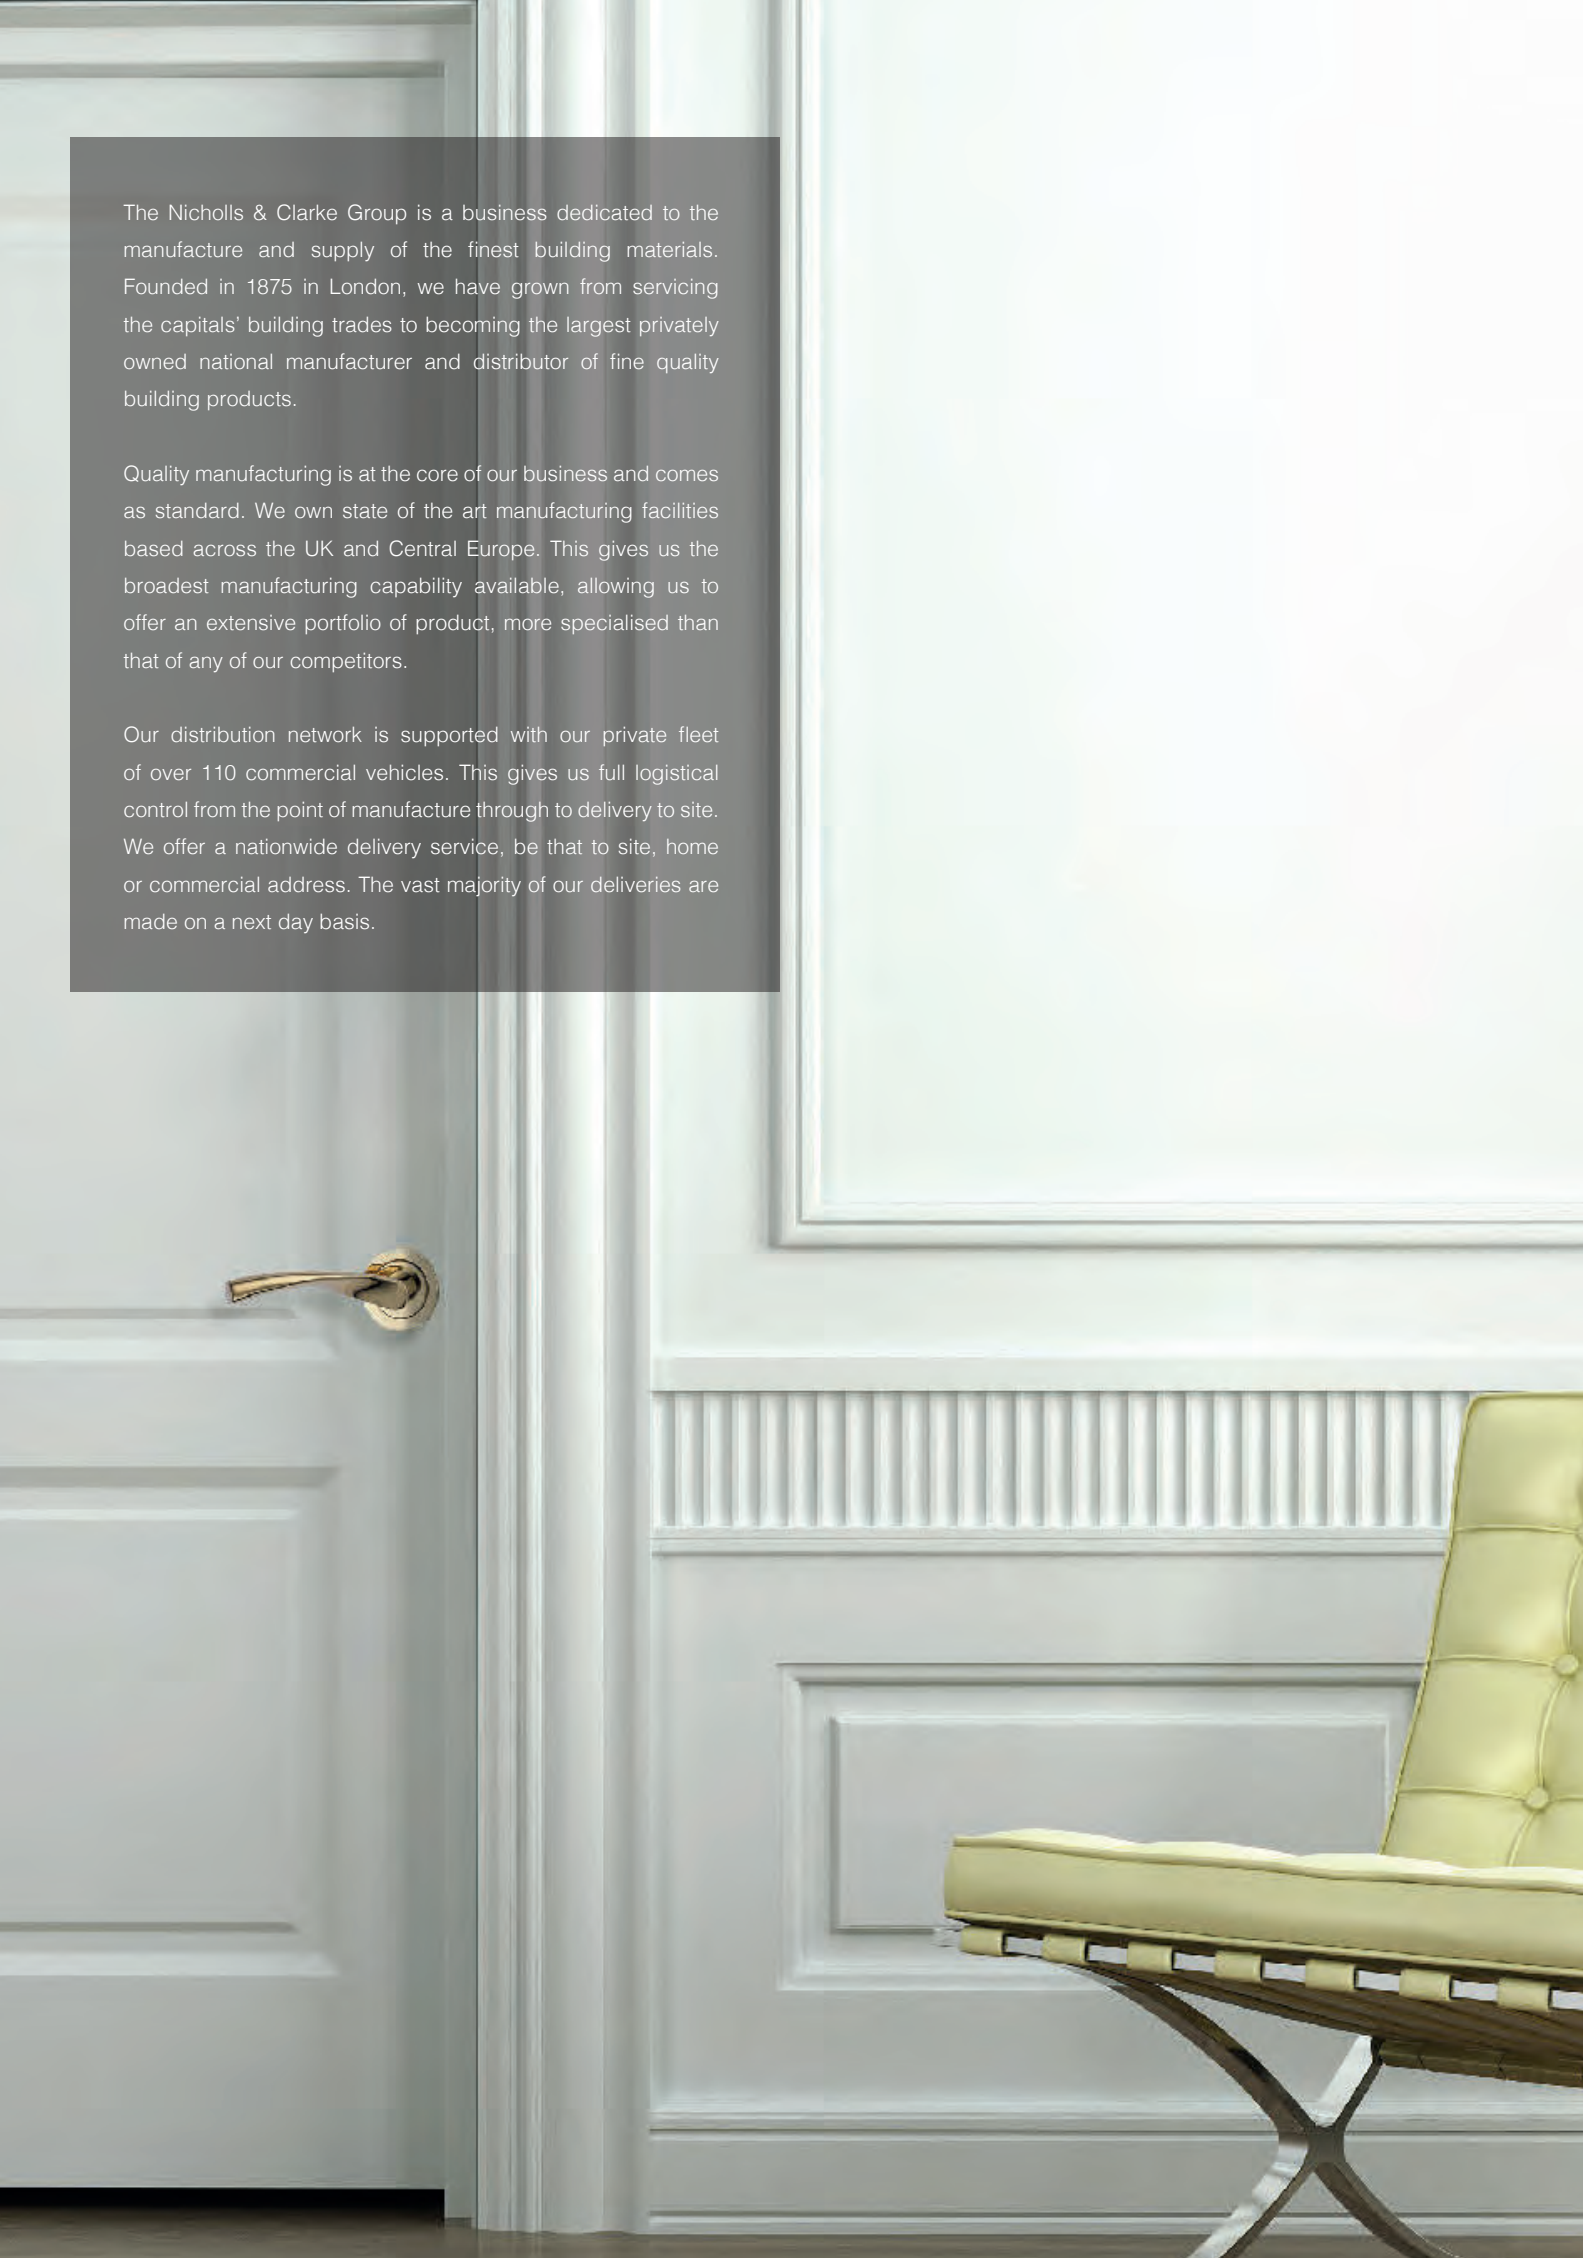 The Nicholls & Clarke Group is a business dedicated to the
manufacture and supply of the finest building materials.
Founded in 1875 in London, we have grown from servicing
the capitals’ building trades to becoming the largest privately
owned national manufacturer and distributor of fine quality
building products.
Quality manufacturing is at the core of our business and comes
as standard. We own state of the art manufacturing facilities
based across the UK and Central Europe. This gives us the
broadest manufacturing capability available, allowing us to
offer an extensive portfolio of product, more specialised than
that of any of our competitors.
Our distribution network is supported with our private fleet
of over 110 commercial vehicles. This gives us full logistical
control from the point of manufacture through to delivery to site.
We offer a nationwide delivery service, be that to site, home
or commercial address. The vast majority of our deliveries are
made on a next day basis.